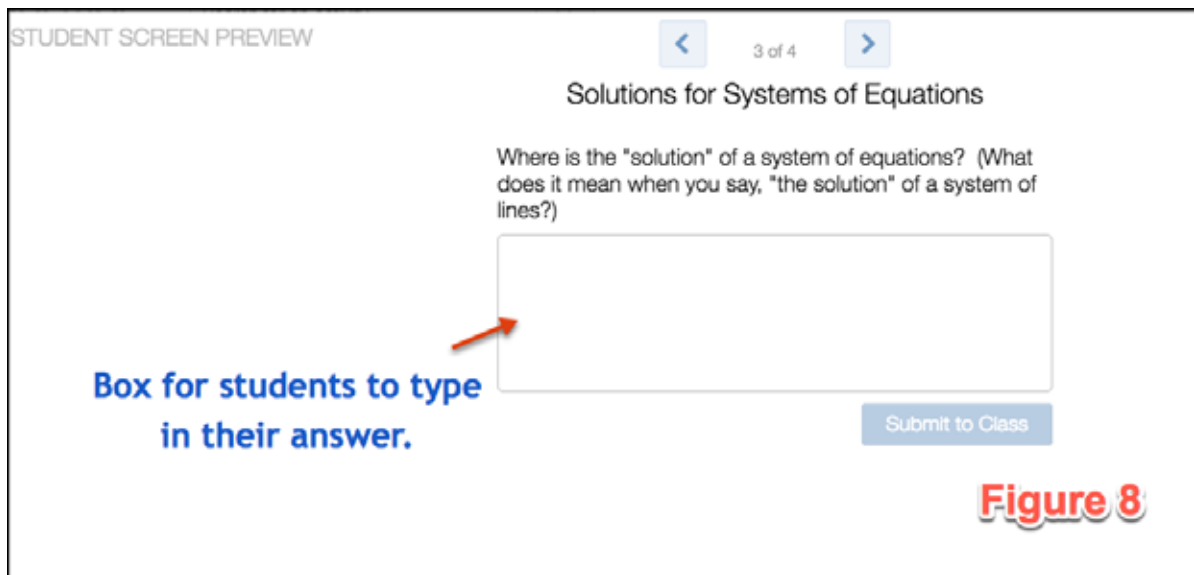 STUDENT SCREEN PREVIEW
3 of 4
Solutions for Systems of Equations
Where is the "solution" of a system of equations? (What
does it mean when you say, "the solution" of a system of
lines?)
Box for students to type
in their answer.
Submit to Class
Figure 8